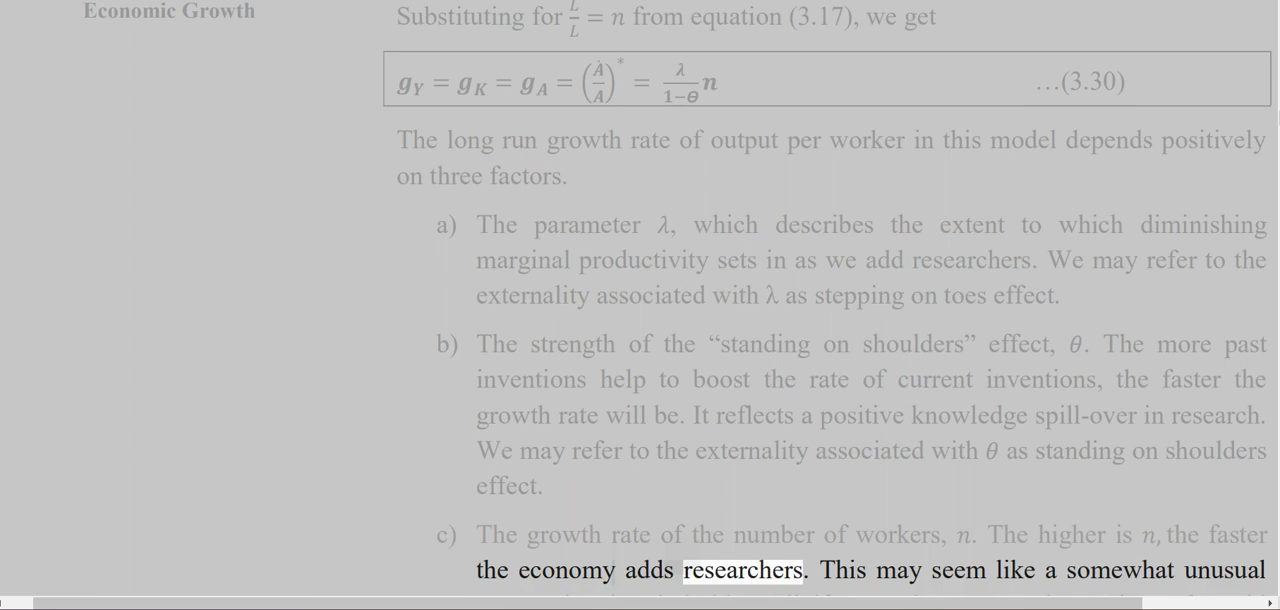 Economic Growth
Substituting for L̇/L = n from equation (3.17), we get
g_Y = g_K = g_A = (Ȧ/A)* = λ/(1−θ) n …(3.30)
The long run growth rate of output per worker in this model depends positively
on three factors.
a) The parameter λ, which describes the extent to which diminishing
marginal productivity sets in as we add researchers. We may refer to the
externality associated with λ as stepping on toes effect.
b) The strength of the “standing on shoulders” effect, θ. The more past
inventions help to boost the rate of current inventions, the faster the
growth rate will be. It reflects a positive knowledge spill-over in research.
We may refer to the externality associated with θ as standing on shoulders
effect.
c) The growth rate of the number of workers, n. The higher is n, the faster
the economy adds researchers. This may seem like a somewhat unusual